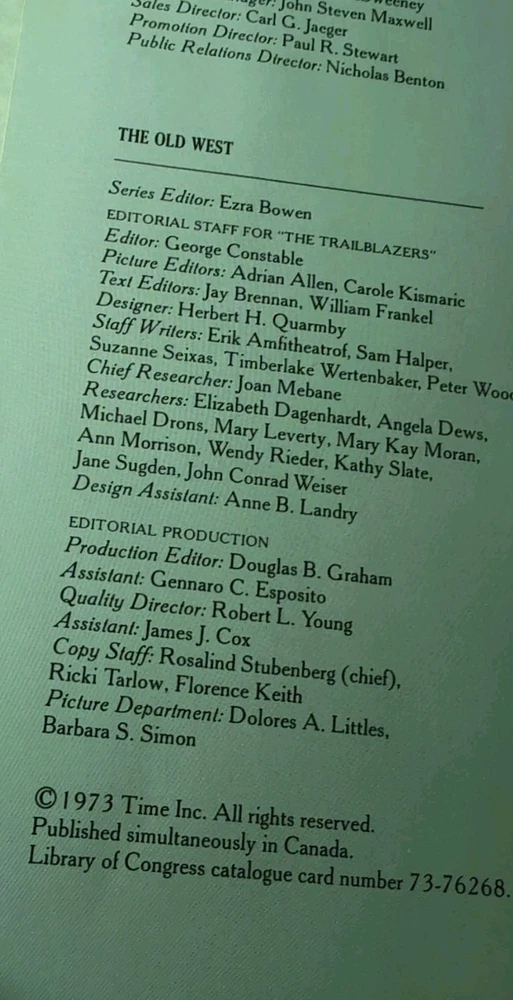 John Steven Maxwell
Sales Director: Carl G. Jaeger
Promotion Director: Paul R. Stewart
Public Relations Director: Nicholas Benton
THE OLD WEST
Series Editor: Ezra Bowen
EDITORIAL STAFF FOR "THE TRAILBLAZERS"
Editor: George Constable
Picture Editors: Adrian Allen, Carole Kismaric
Text Editors: Jay Brennan, William Frankel
Designer: Herbert H. Quarmby
Staff Writers: Erik Amfitheatrof, Sam Halper,
Suzanne Seixas, Timberlake Wertenbaker, Peter
Chief Researcher: Joan Mebane
Researchers: Elizabeth Dagenhardt, Angela Dews,
Michael Drons, Mary Leverty, Mary Kay Moran,
Ann Morrison, Wendy Rieder, Kathy Slate,
Jane Sugden, John Conrad Weiser
Design Assistant: Anne B. Landry
EDITORIAL PRODUCTION
Production Editor: Douglas B. Graham
Assistant: Gennaro C. Esposito
Quality Director: Robert L. Young
Assistant: James J. Cox
Copy Staff: Rosalind Stubenberg (chief),
Ricki Tarlow, Florence Keith
Picture Department: Dolores A. Littles,
Barbara S. Simon
©1973 Time Inc. All rights reserved.
Published simultaneously in Canada.
Library of Congress catalogue card number 73-76268.